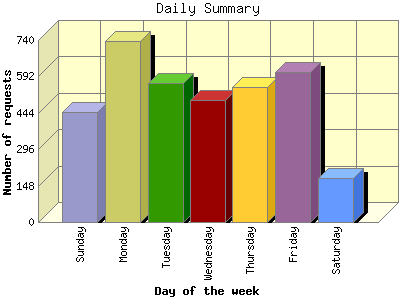 Daily Summary
Number of requests
740
592
444
296
148
0
Sunday
Monday
Tuesday
Wednesday
Thursday
Friday
Saturday
Day of the week